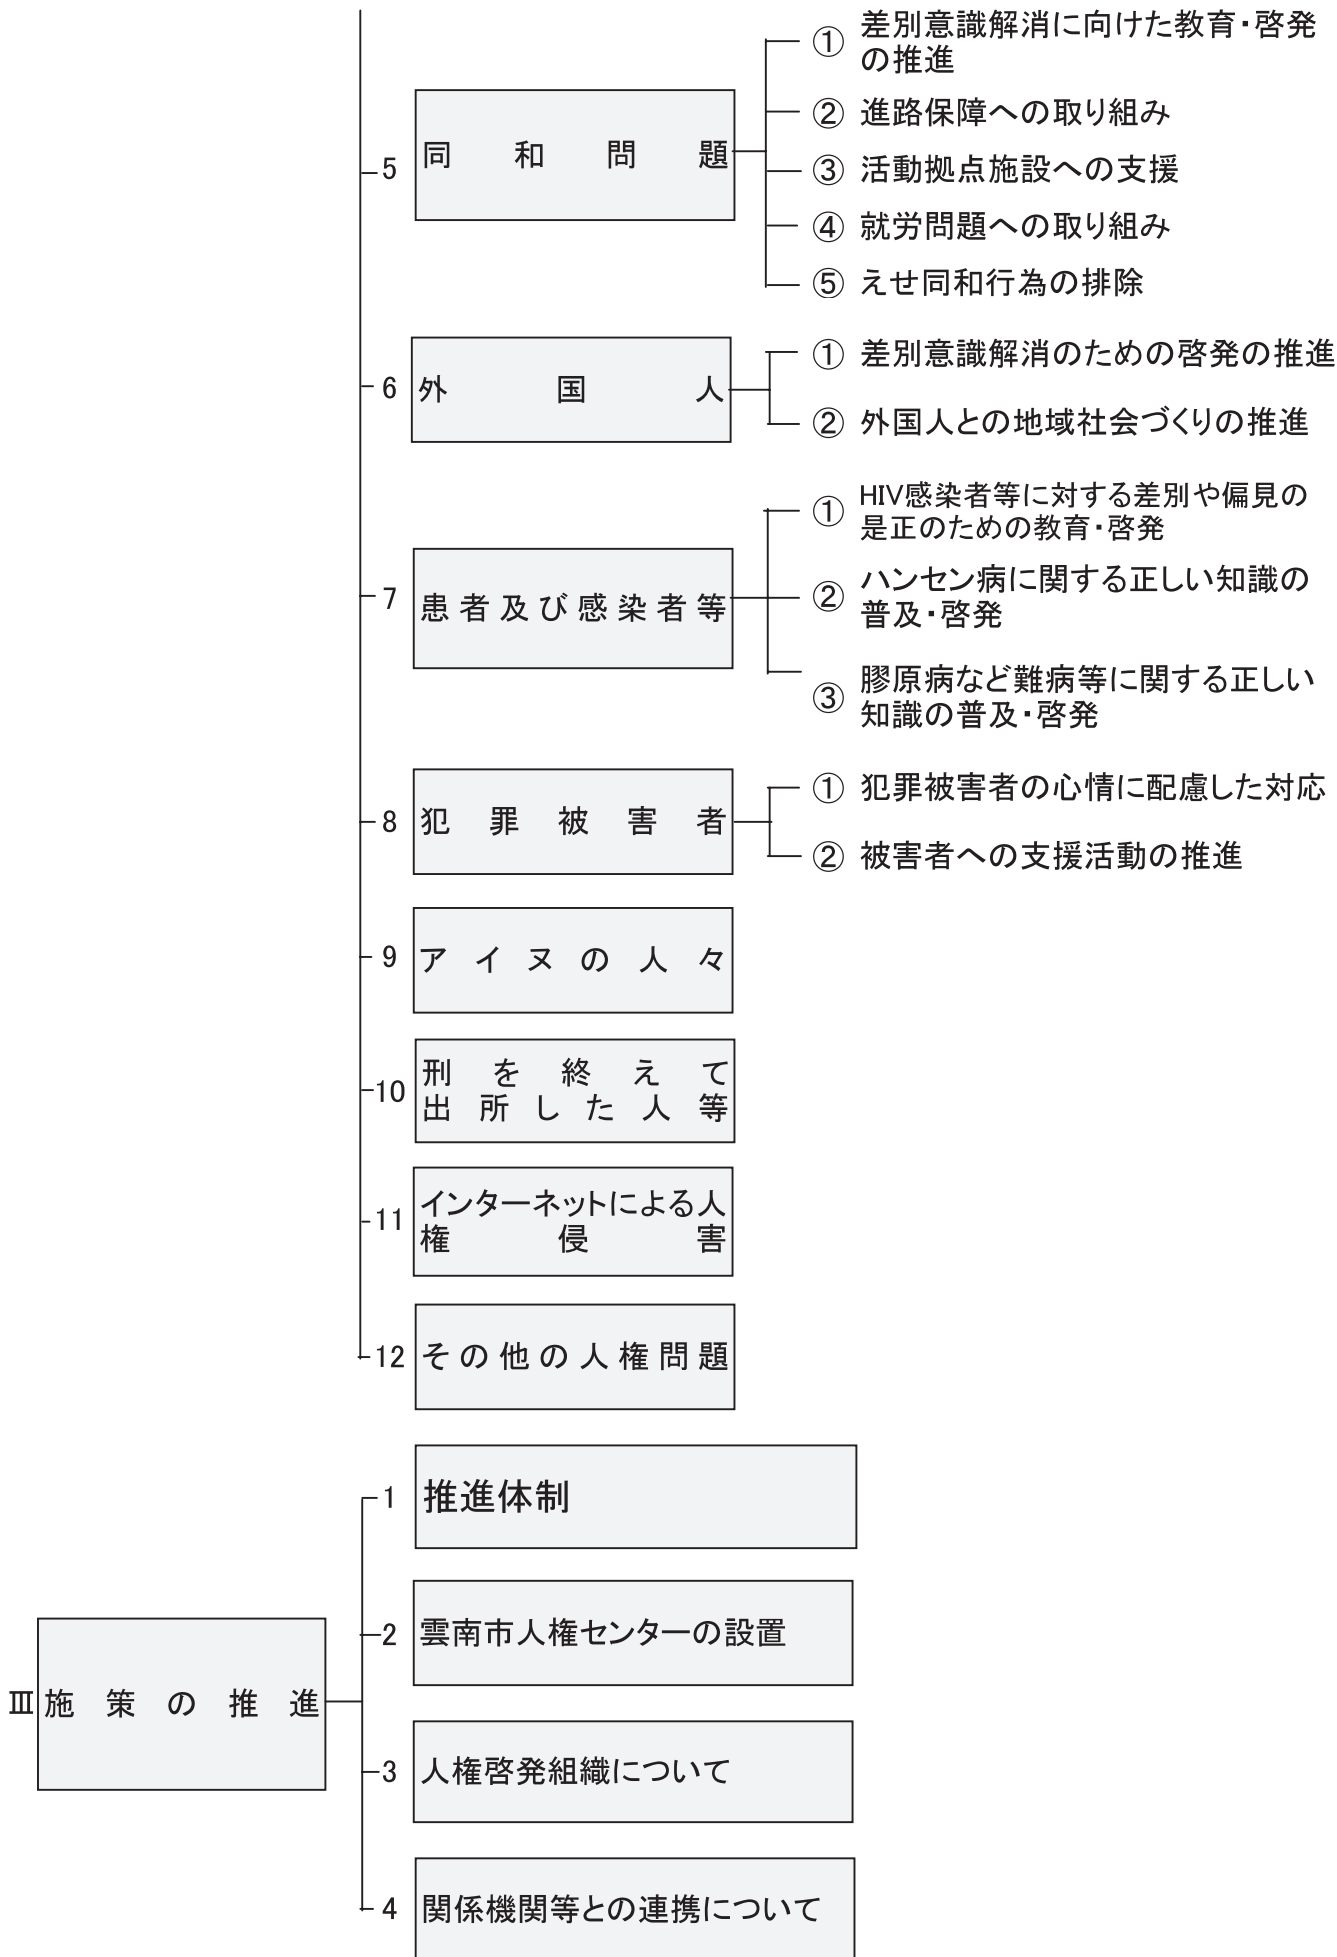 5 同和問題
① 差別意識解消に向けた教育・啓発
の推進
② 進路保障への取り組み
③ 活動拠点施設への支援
④ 就労問題への取り組み
⑤ えせ同和行為の排除
6 外国人
① 差別意識解消のための啓発の推進
② 外国人との地域社会づくりの推進
7 患者及び感染者等
① HIV感染者等に対する差別や偏見の
是正のための教育・啓発
② ハンセン病に関する正しい知識の
普及・啓発
③ 膠原病など難病等に関する正しい
知識の普及・啓発
8 犯罪被害者
① 犯罪被害者の心情に配慮した対応
② 被害者への支援活動の推進
9 アイヌの人々
10 刑を終えて
出所した人等
11 インターネットによる人
権侵害
12 その他の人権問題
Ⅲ 施策の推進
1 推進体制
2 雲南市人権センターの設置
3 人権啓発組織について
4 関係機関等との連携について